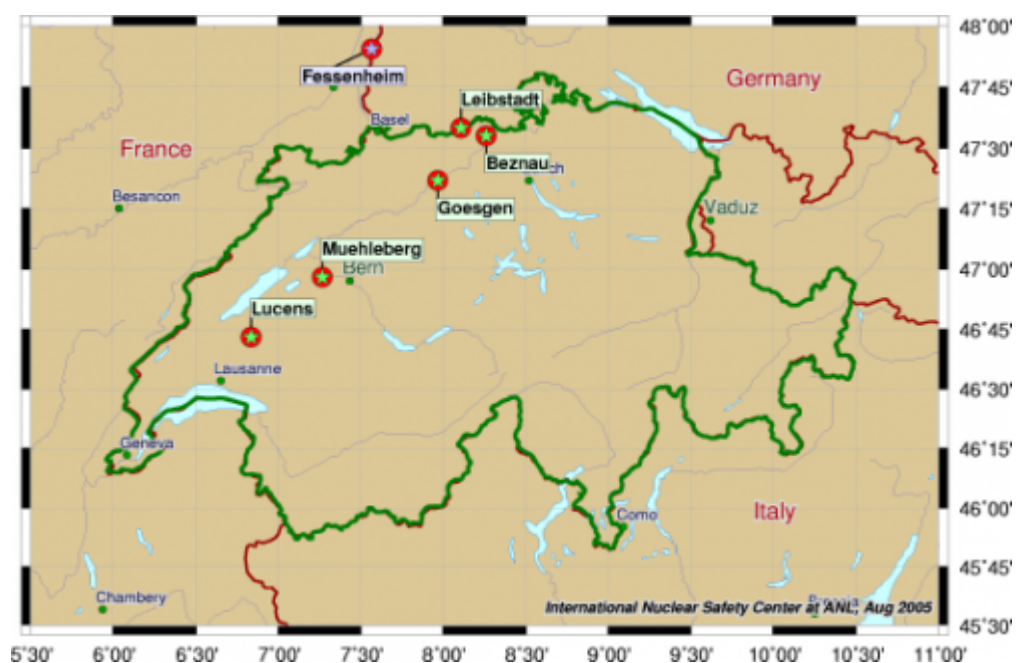 48°00'
Germany
Fessenheim
47°45'
Leibstadt
Basel
France
47°30'
Beznau
Besancon
Goesgen
47°15'
Vaduz
Muehleberg
47°00'
Bern
Lucens
46°45'
Lausanne
46°30'
Geneva
46°15'
46°00'
Como
Italy
45°45'
Chambery
International Nuclear Safety Center at ANL, Aug 2005
45°30'
5°30' 6°00' 6°30' 7°00' 7°30' 8°00' 8°30' 9°00' 9°30' 10°00' 10°30' 11°00'